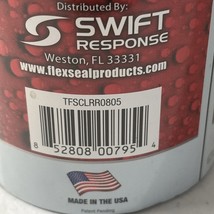 Distributed By:
SWIFT
RESPONSE
Weston, FL 33331
www.flexsealproducts.com
TFSCLRR0805
8 52808 00795 4
MADE IN THE USA
Patent Pending.